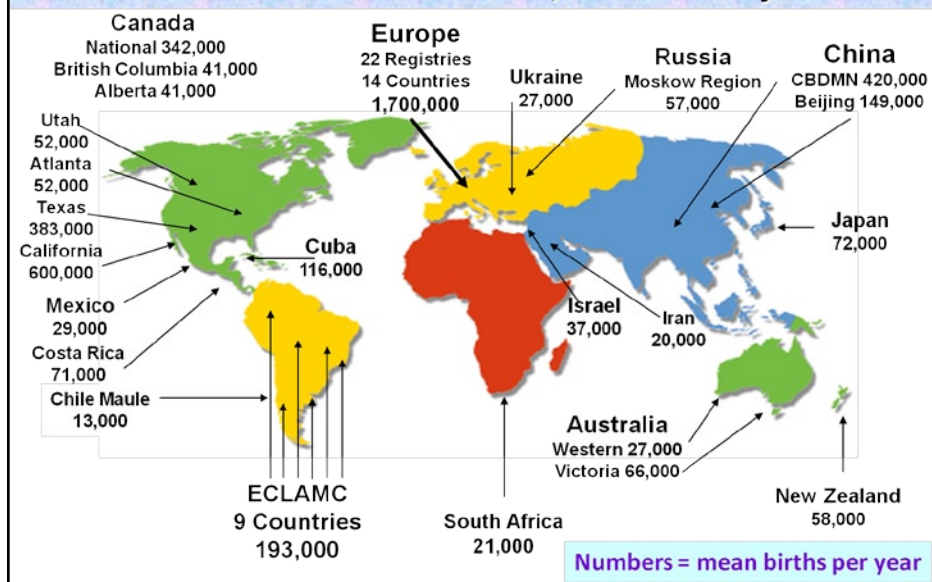 Canada
National 342,000
British Columbia 41,000
Alberta 41,000
Europe
22 Registries
14 Countries
1,700,000
Ukraine
27,000
Russia
Moskow Region
57,000
China
CBDMN 420,000
Beijing 149,000
Utah
52,000
Atlanta
52,000
Texas
383,000
California
600,000
Mexico
29,000
Costa Rica
71,000
Chile Maule
13,000
Cuba
116,000
Israel
37,000
Iran
20,000
Japan
72,000
Australia
Western 27,000
Victoria 66,000
New Zealand
58,000
ECLAMC
9 Countries
193,000
South Africa
21,000
Numbers = mean births per year